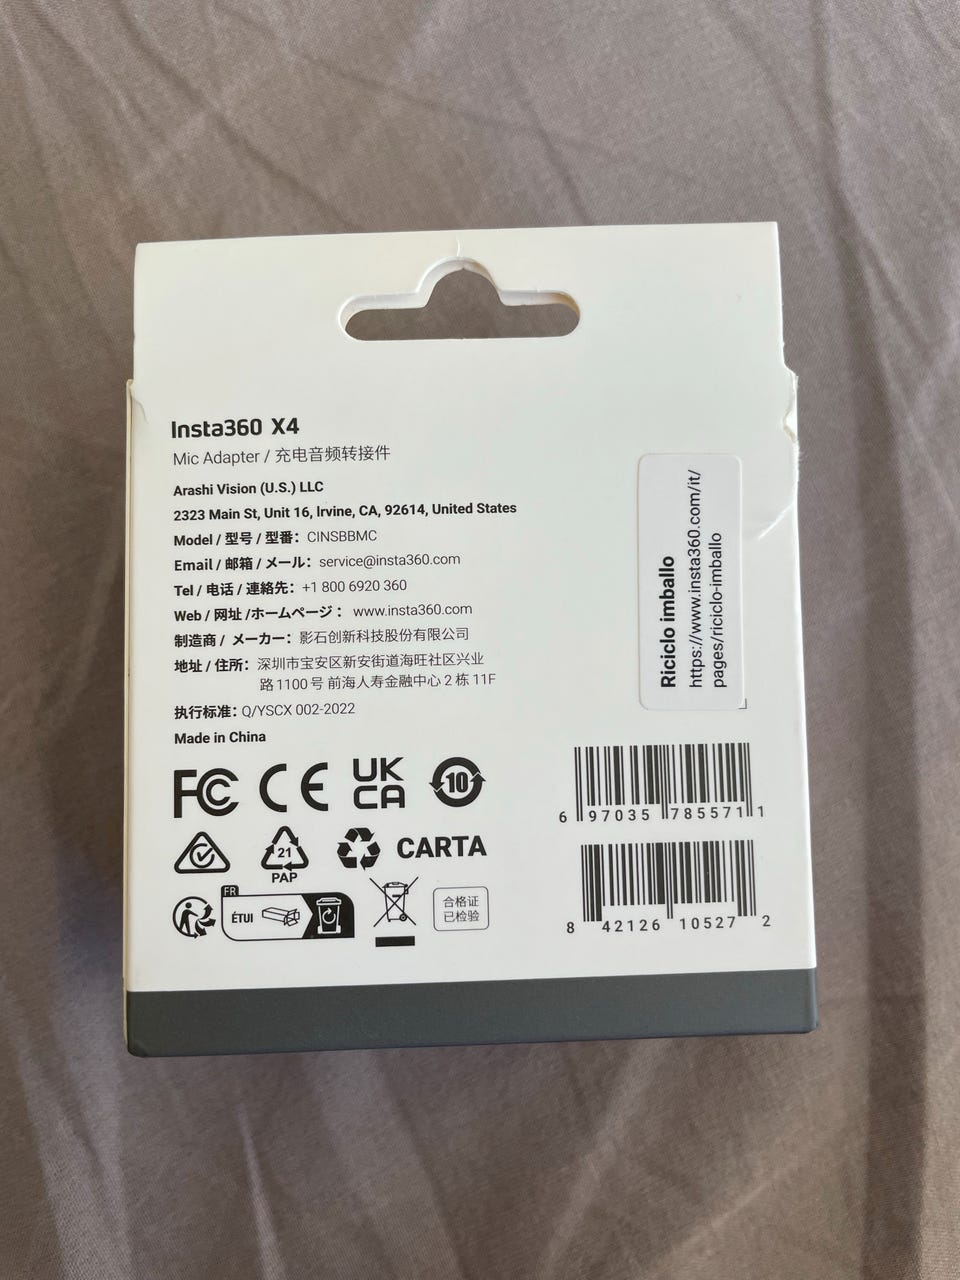 Insta360 X4
Mic Adapter / 充电音频转接件
Arashi Vision (U.S.) LLC
2323 Main St, Unit 16, Irvine, CA, 92614, United States
Model / 型号 / 型番：CINSBBMC
Email / 邮箱 / メール：service@insta360.com
Tel / 电话 / 連絡先：+1 800 6920 360
Web / 网址 /ホームページ： www.insta360.com
制造商 / メーカー：影石创新科技股份有限公司
地址 / 住所：深圳市宝安区新安街道海旺社区兴业
路1100号 前海人寿金融中心 2 栋 11F
执行标准：Q/YSCX 002-2022
Made in China
FC CE UK
CA 10
21
PAP
CARTA
FR
ÉTUI
合格证
已检验
Riciclo imballo
https://www.insta360.com/it/
pages/riciclo-imballo
6 97035 785571 1
8 42126 10527 2